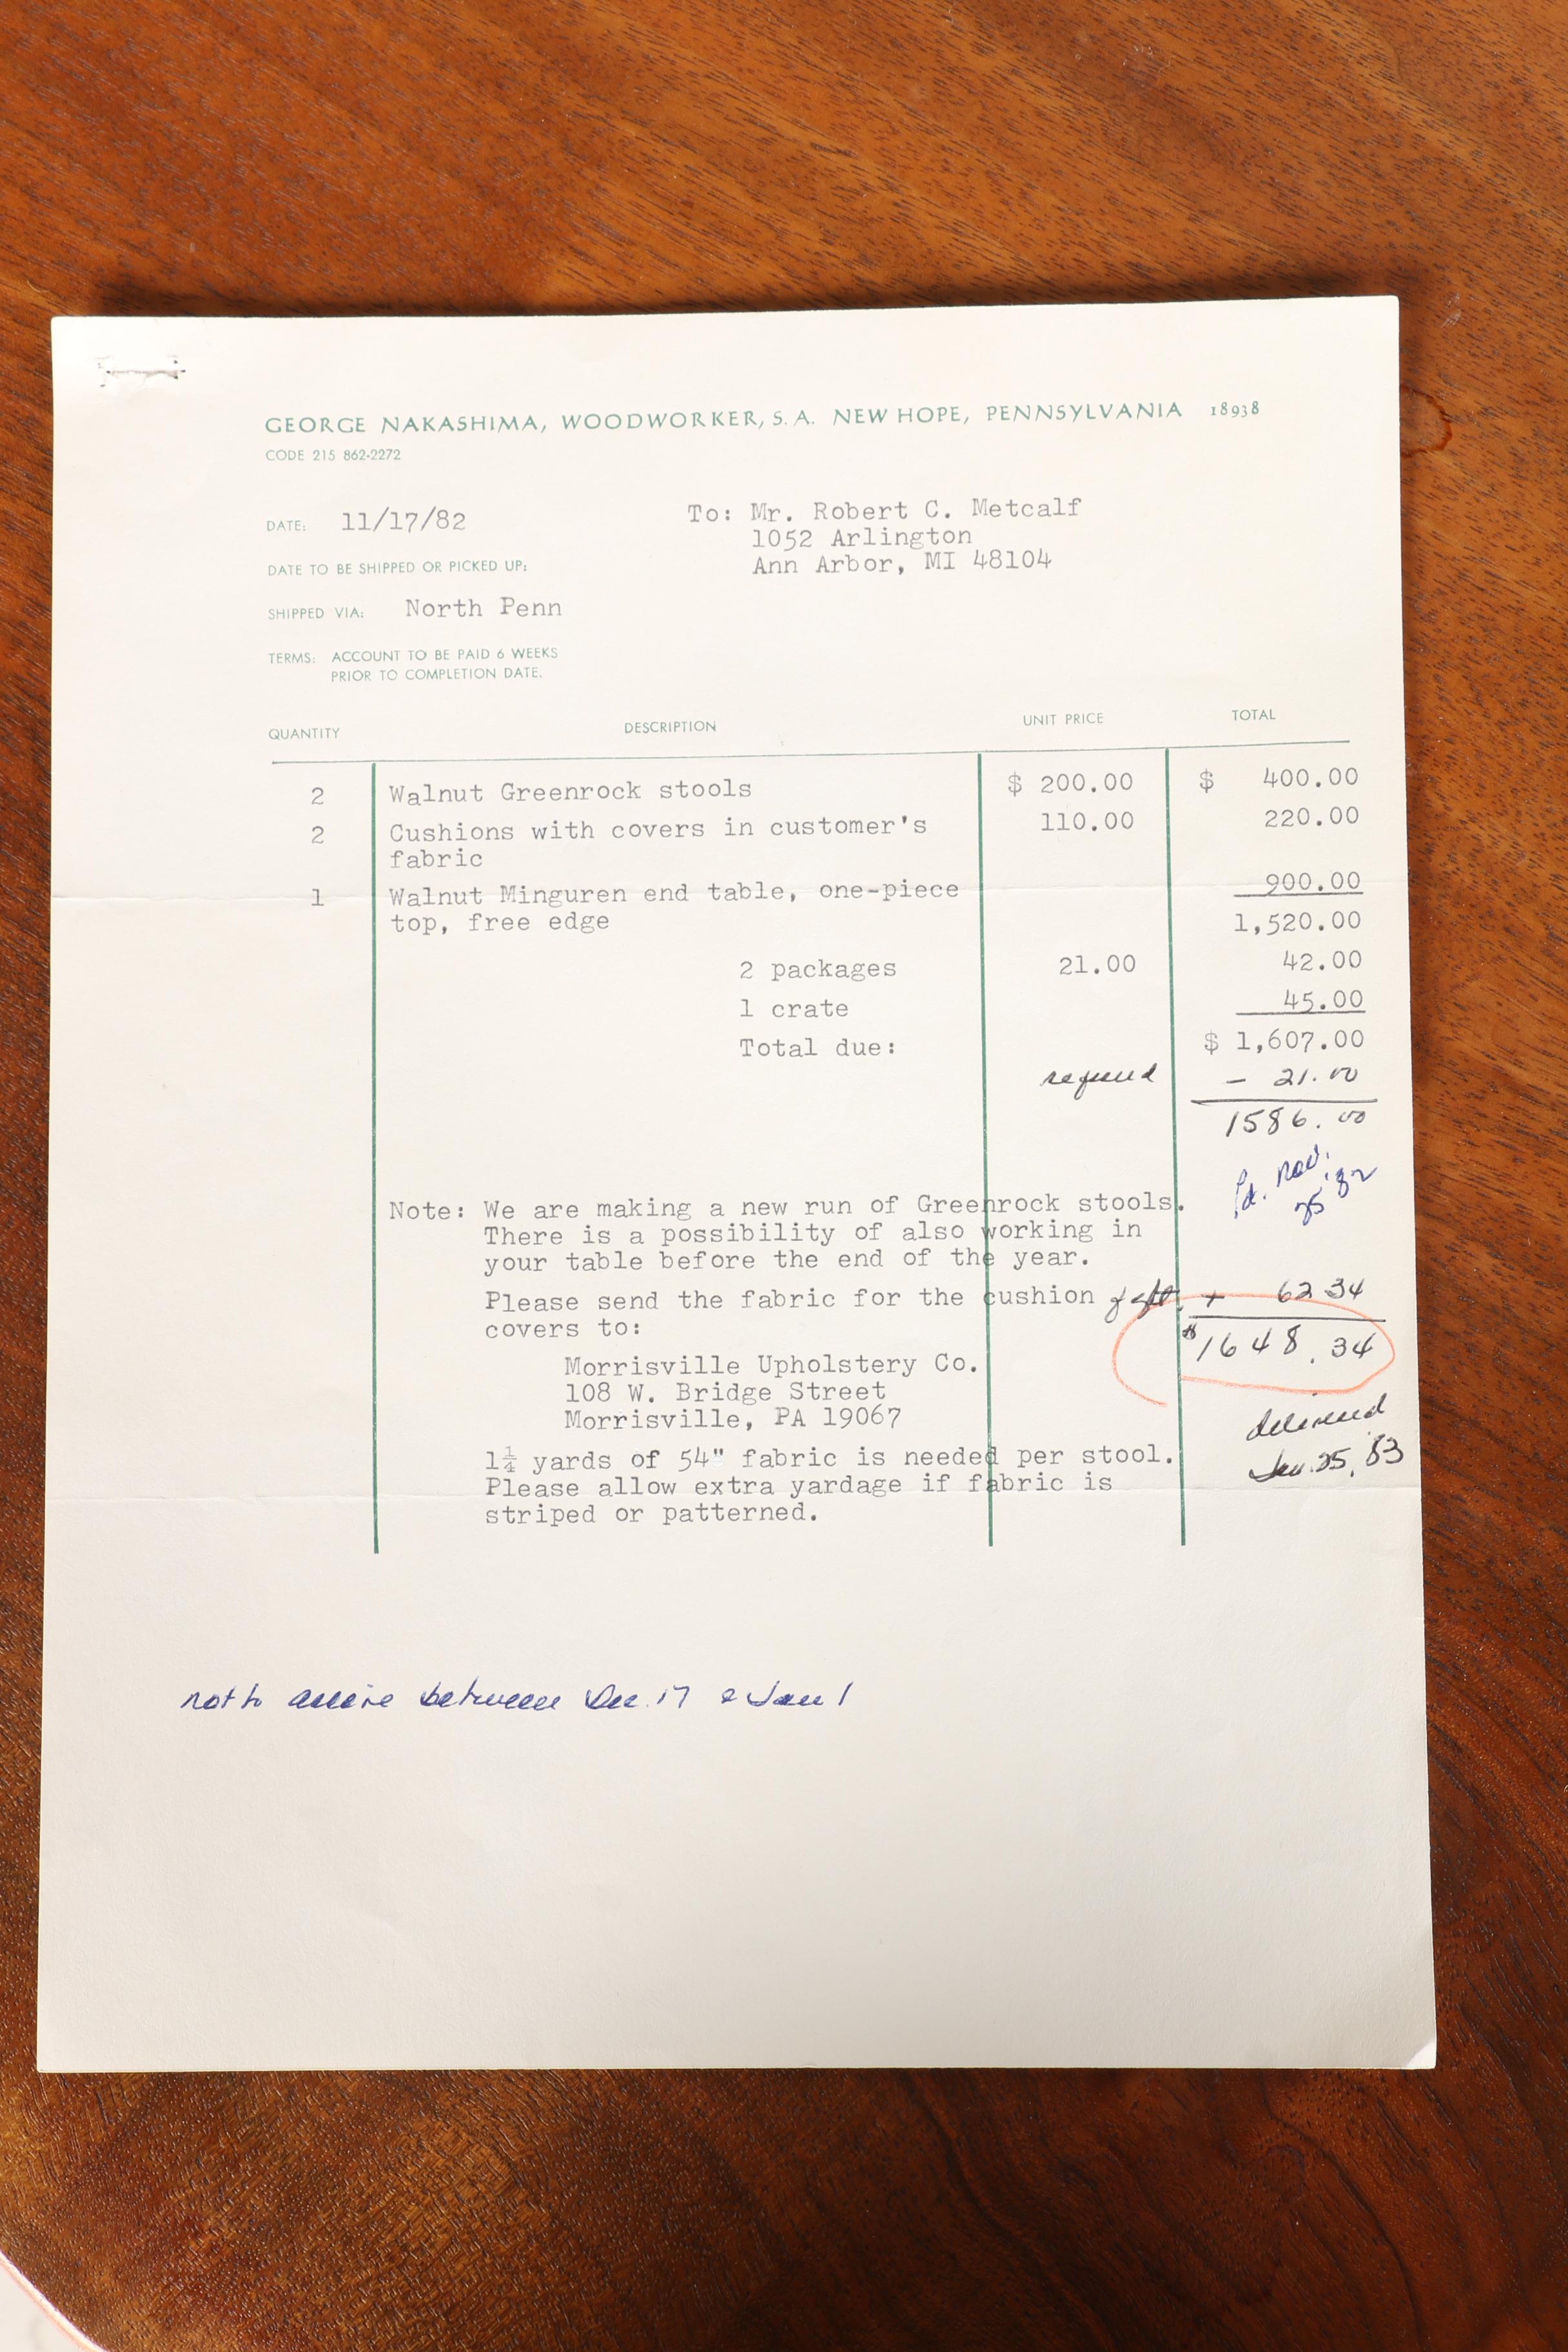 GEORGE NAKASHIMA, WOODWORKER, S. A. NEW HOPE, PENNSYLVANIA 18938
CODE 215 862-2272
DATE: 11/17/82
To: Mr. Robert C. Metcalf
1052 Arlington
Ann Arbor, MI 48104
DATE TO BE SHIPPED OR PICKED UP:
SHIPPED VIA: North Penn
TERMS: ACCOUNT TO BE PAID 6 WEEKS
PRIOR TO COMPLETION DATE.
QUANTITY DESCRIPTION UNIT PRICE TOTAL
2 Walnut Greenrock stools $ 200.00 $ 400.00
2 Cushions with covers in customer's 110.00 220.00
fabric
1 Walnut Minguren end table, one-piece 900.00
top, free edge 1,520.00
2 packages 21.00 42.00
1 crate 45.00
Total due: $ 1,607.00
refund - 21.00
1586.00
Pd. Nov.
25 '82
Note: We are making a new run of Greenrock stools.
There is a possibility of also working in
your table before the end of the year.
Please send the fabric for the cushion
covers to:
+ 62 34
$1648.34
Morrisville Upholstery Co.
108 W. Bridge Street
Morrisville, PA 19067
delivered
Jan. 25, 83
1¼ yards of 54" fabric is needed per stool.
Please allow extra yardage if fabric is
striped or patterned.
not to arrive between Dec. 17 & Jan 1